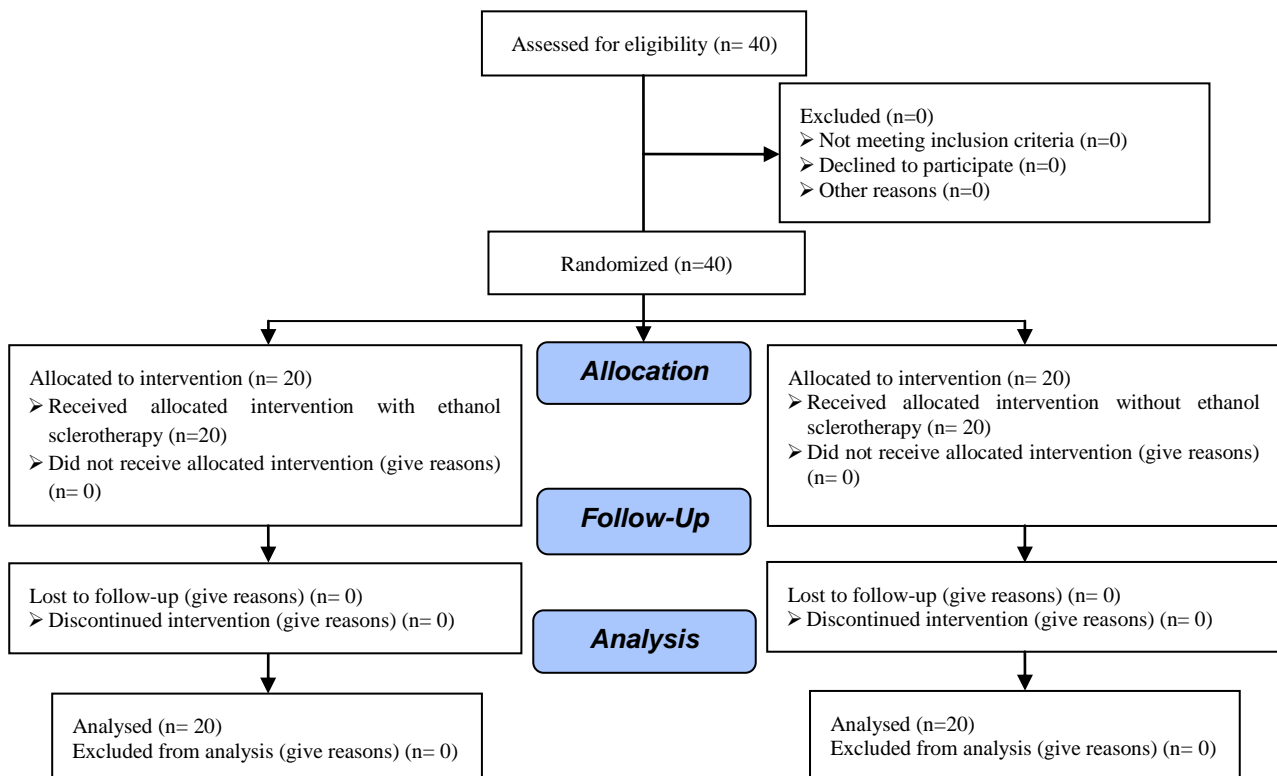 Assessed for eligibility (n= 40)
Excluded (n=0)
➢ Not meeting inclusion criteria (n=0)
➢ Declined to participate (n=0)
➢ Other reasons (n=0)
Randomized (n=40)
Allocation
Allocated to intervention (n= 20)
➢ Received allocated intervention with ethanol
sclerotherapy (n=20)
➢ Did not receive allocated intervention (give reasons)
(n= 0)
Allocated to intervention (n= 20)
➢ Received allocated intervention without ethanol
sclerotherapy (n= 20)
➢ Did not receive allocated intervention (give reasons)
(n= 0)
Follow-Up
Lost to follow-up (give reasons) (n= 0)
➢ Discontinued intervention (give reasons) (n= 0)
Lost to follow-up (give reasons) (n= 0)
➢ Discontinued intervention (give reasons) (n= 0)
Analysis
Analysed (n= 20)
Excluded from analysis (give reasons) (n= 0)
Analysed (n=20)
Excluded from analysis (give reasons) (n= 0)